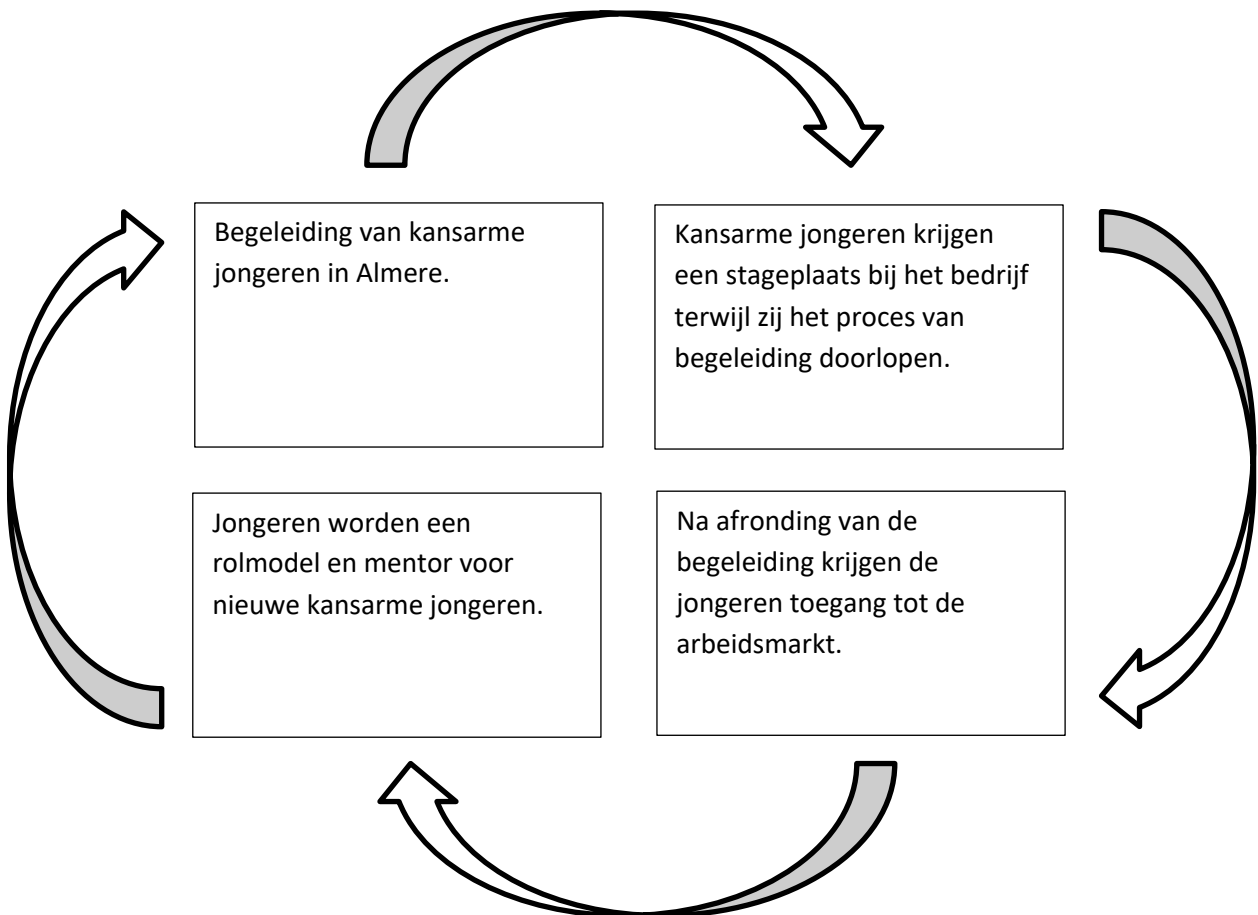 Begeleiding van kansarme
jongeren in Almere.
Kansarme jongeren krijgen
een stageplaats bij het bedrijf
terwijl zij het proces van
begeleiding doorlopen.
Jongeren worden een
rolmodel en mentor voor
nieuwe kansarme jongeren.
Na afronding van de
begeleiding krijgen de
jongeren toegang tot de
arbeidsmarkt.